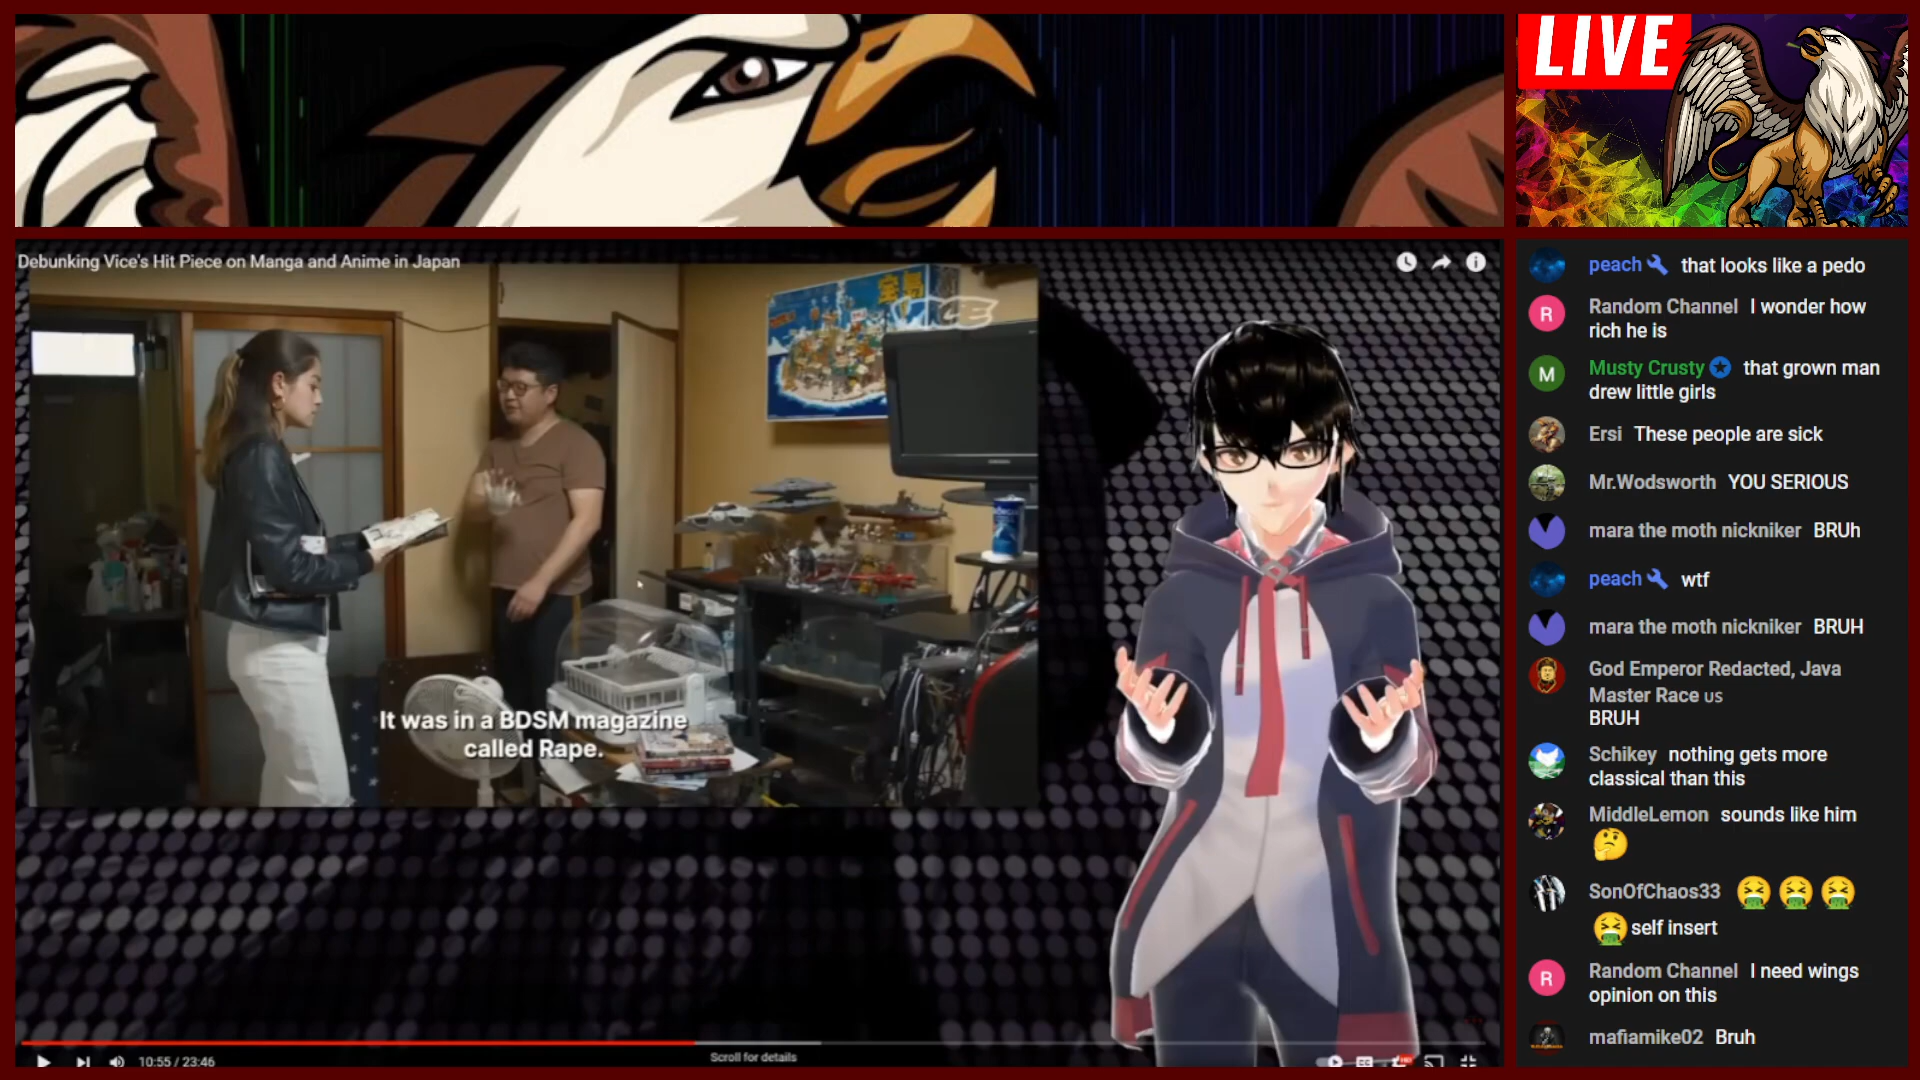 LIVE
Debunking Vice's Hit Piece on Manga and Anime in Japan
VICE
It was in a BDSM magazine
called Rape.
10:55 / 23:46
Scroll for details
peach that looks like a pedo
Random Channel I wonder how
rich he is
Musty Crusty that grown man
drew little girls
Ersi These people are sick
Mr.Wodsworth YOU SERIOUS
mara the moth nickniker BRUh
peach wtf
mara the moth nickniker BRUH
God Emperor Redacted, Java
Master Race us
BRUH
Schikey nothing gets more
classical than this
MiddleLemon sounds like him
🤔
SonOfChaos33 🤮🤮🤮
🤮self insert
Random Channel I need wings
opinion on this
mafiamike02 Bruh
R
M
R